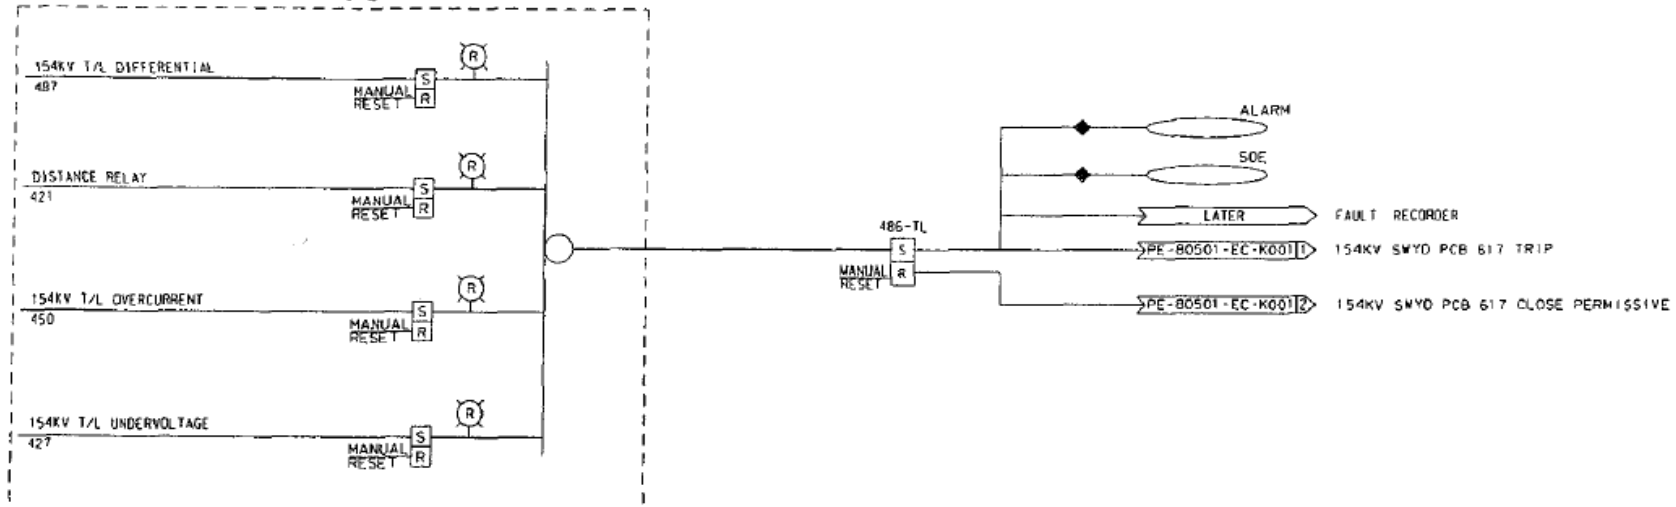 154KV T/L DIFFERENTIAL
487
MANUAL
RESET
S
R
R
DISTANCE RELAY
421
MANUAL
RESET
S
R
R
154KV T/L OVERCURRENT
450
MANUAL
RESET
S
R
R
154KV T/L UNDERVOLTAGE
427
MANUAL
RESET
S
R
R
486-TL
S
MANUAL
RESET
R
ALARM
SOE
LATER FAULT RECORDER
PE-80501-EC-K001 1 154KV SWYD PCB 617 TRIP
PE-80501-EC-K001 2 154KV SWYD PCB 617 CLOSE PERMISSIVE